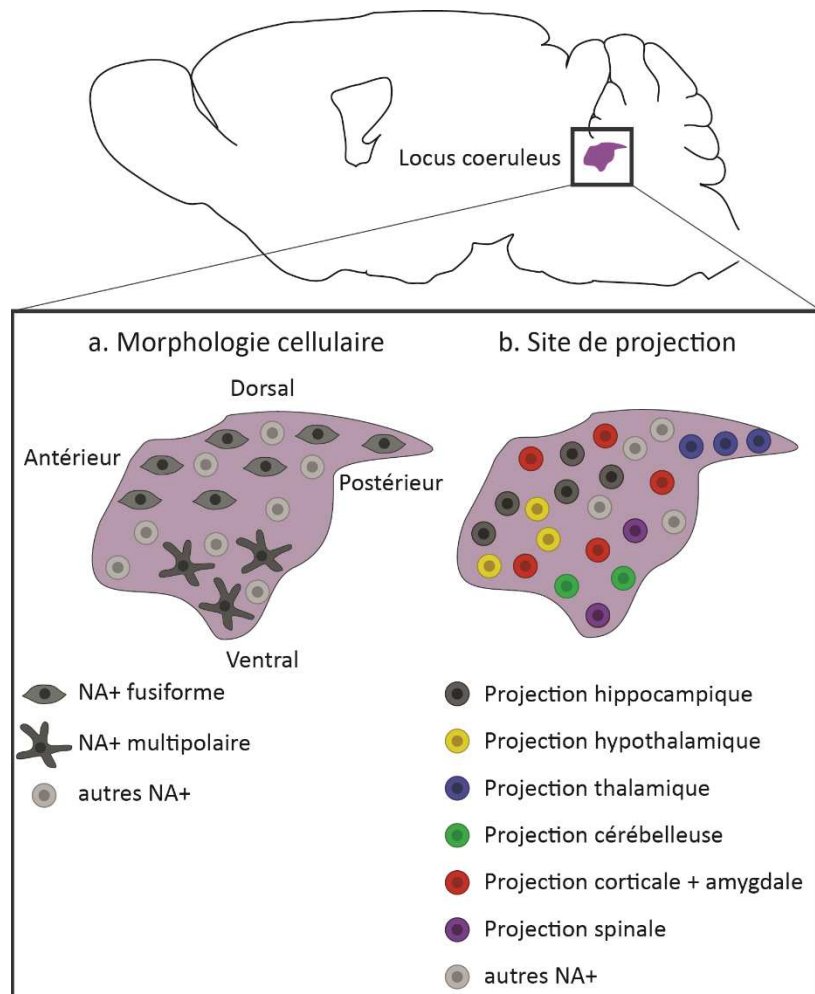 Locus coeruleus
a. Morphologie cellulaire
b. Site de projection
Dorsal
Antérieur
Postérieur
Ventral
NA+ fusiforme
NA+ multipolaire
autres NA+
Projection hippocampique
Projection hypothalamique
Projection thalamique
Projection cérébelleuse
Projection corticale + amygdale
Projection spinale
autres NA+